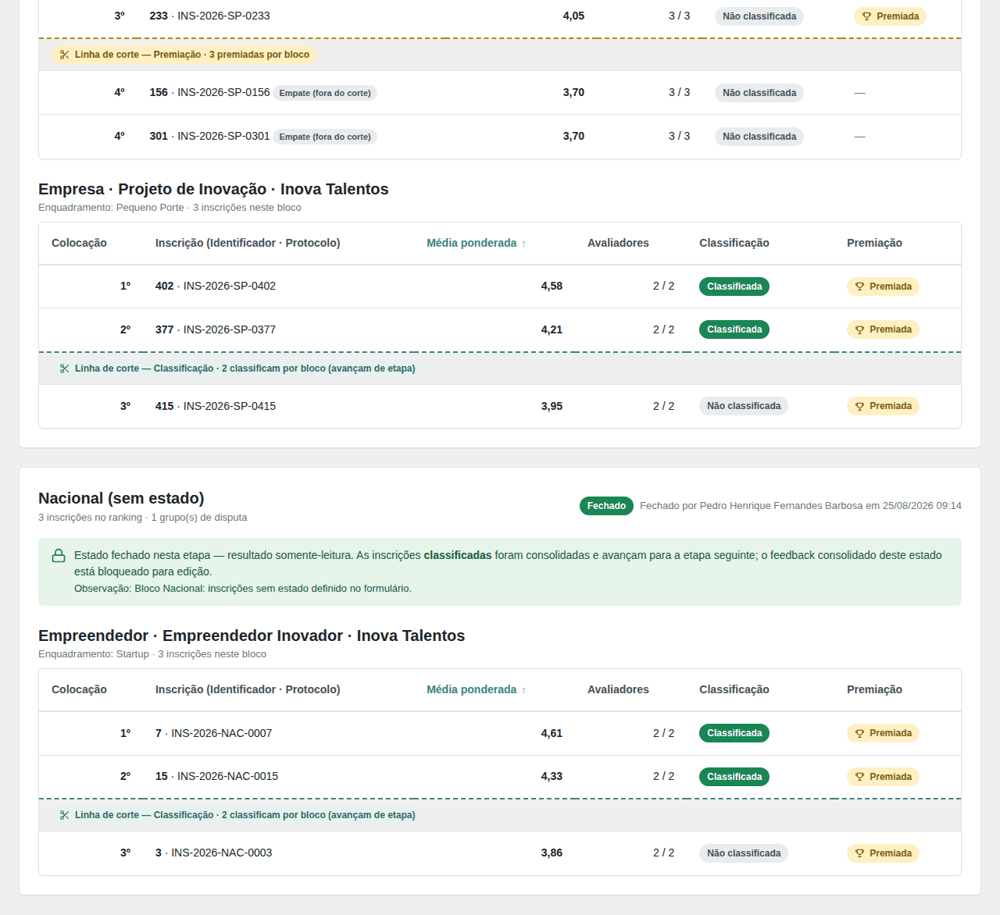 3º 233 · INS-2026-SP-0233 4,05 3 / 3 Não classificada Premiada
Linha de corte — Premiação · 3 premiadas por bloco
4º 156 · INS-2026-SP-0156 Empate (fora do corte) 3,70 3 / 3 Não classificada —
4º 301 · INS-2026-SP-0301 Empate (fora do corte) 3,70 3 / 3 Não classificada —
Empresa · Projeto de Inovação · Inova Talentos
Enquadramento: Pequeno Porte · 3 inscrições neste bloco
Colocação Inscrição (Identificador · Protocolo) Média ponderada ↑ Avaliadores Classificação Premiação
1º 402 · INS-2026-SP-0402 4,58 2 / 2 Classificada Premiada
2º 377 · INS-2026-SP-0377 4,21 2 / 2 Classificada Premiada
Linha de corte — Classificação · 2 classificam por bloco (avançam de etapa)
3º 415 · INS-2026-SP-0415 3,95 2 / 2 Não classificada Premiada
Nacional (sem estado)
3 inscrições no ranking · 1 grupo(s) de disputa
Fechado Fechado por Pedro Henrique Fernandes Barbosa em 25/08/2026 09:14
Estado fechado nesta etapa — resultado somente-leitura. As inscrições classificadas foram consolidadas e avançam para a etapa seguinte; o feedback consolidado deste estado
está bloqueado para edição.
Observação: Bloco Nacional: inscrições sem estado definido no formulário.
Empreendedor · Empreendedor Inovador · Inova Talentos
Enquadramento: Startup · 3 inscrições neste bloco
Colocação Inscrição (Identificador · Protocolo) Média ponderada ↑ Avaliadores Classificação Premiação
1º 7 · INS-2026-NAC-0007 4,61 2 / 2 Classificada Premiada
2º 15 · INS-2026-NAC-0015 4,33 2 / 2 Classificada Premiada
Linha de corte — Classificação · 2 classificam por bloco (avançam de etapa)
3º 3 · INS-2026-NAC-0003 3,86 2 / 2 Não classificada Premiada